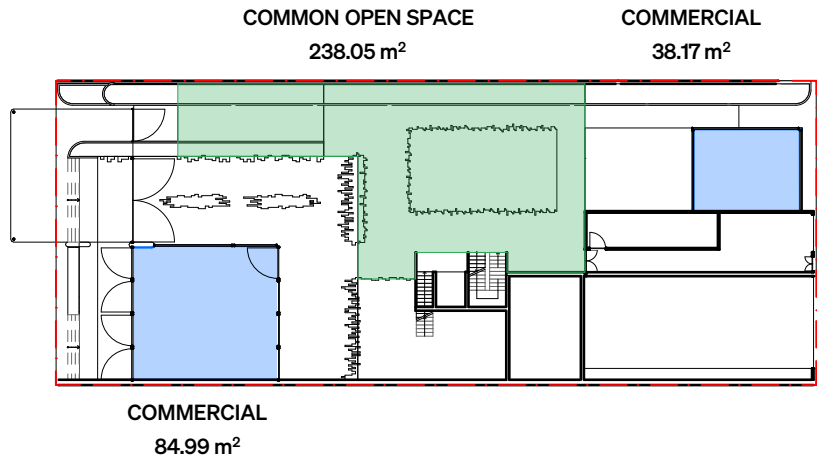 COMMON OPEN SPACE
238.05 m²
COMMERCIAL
38.17 m²
COMMERCIAL
84.99 m²